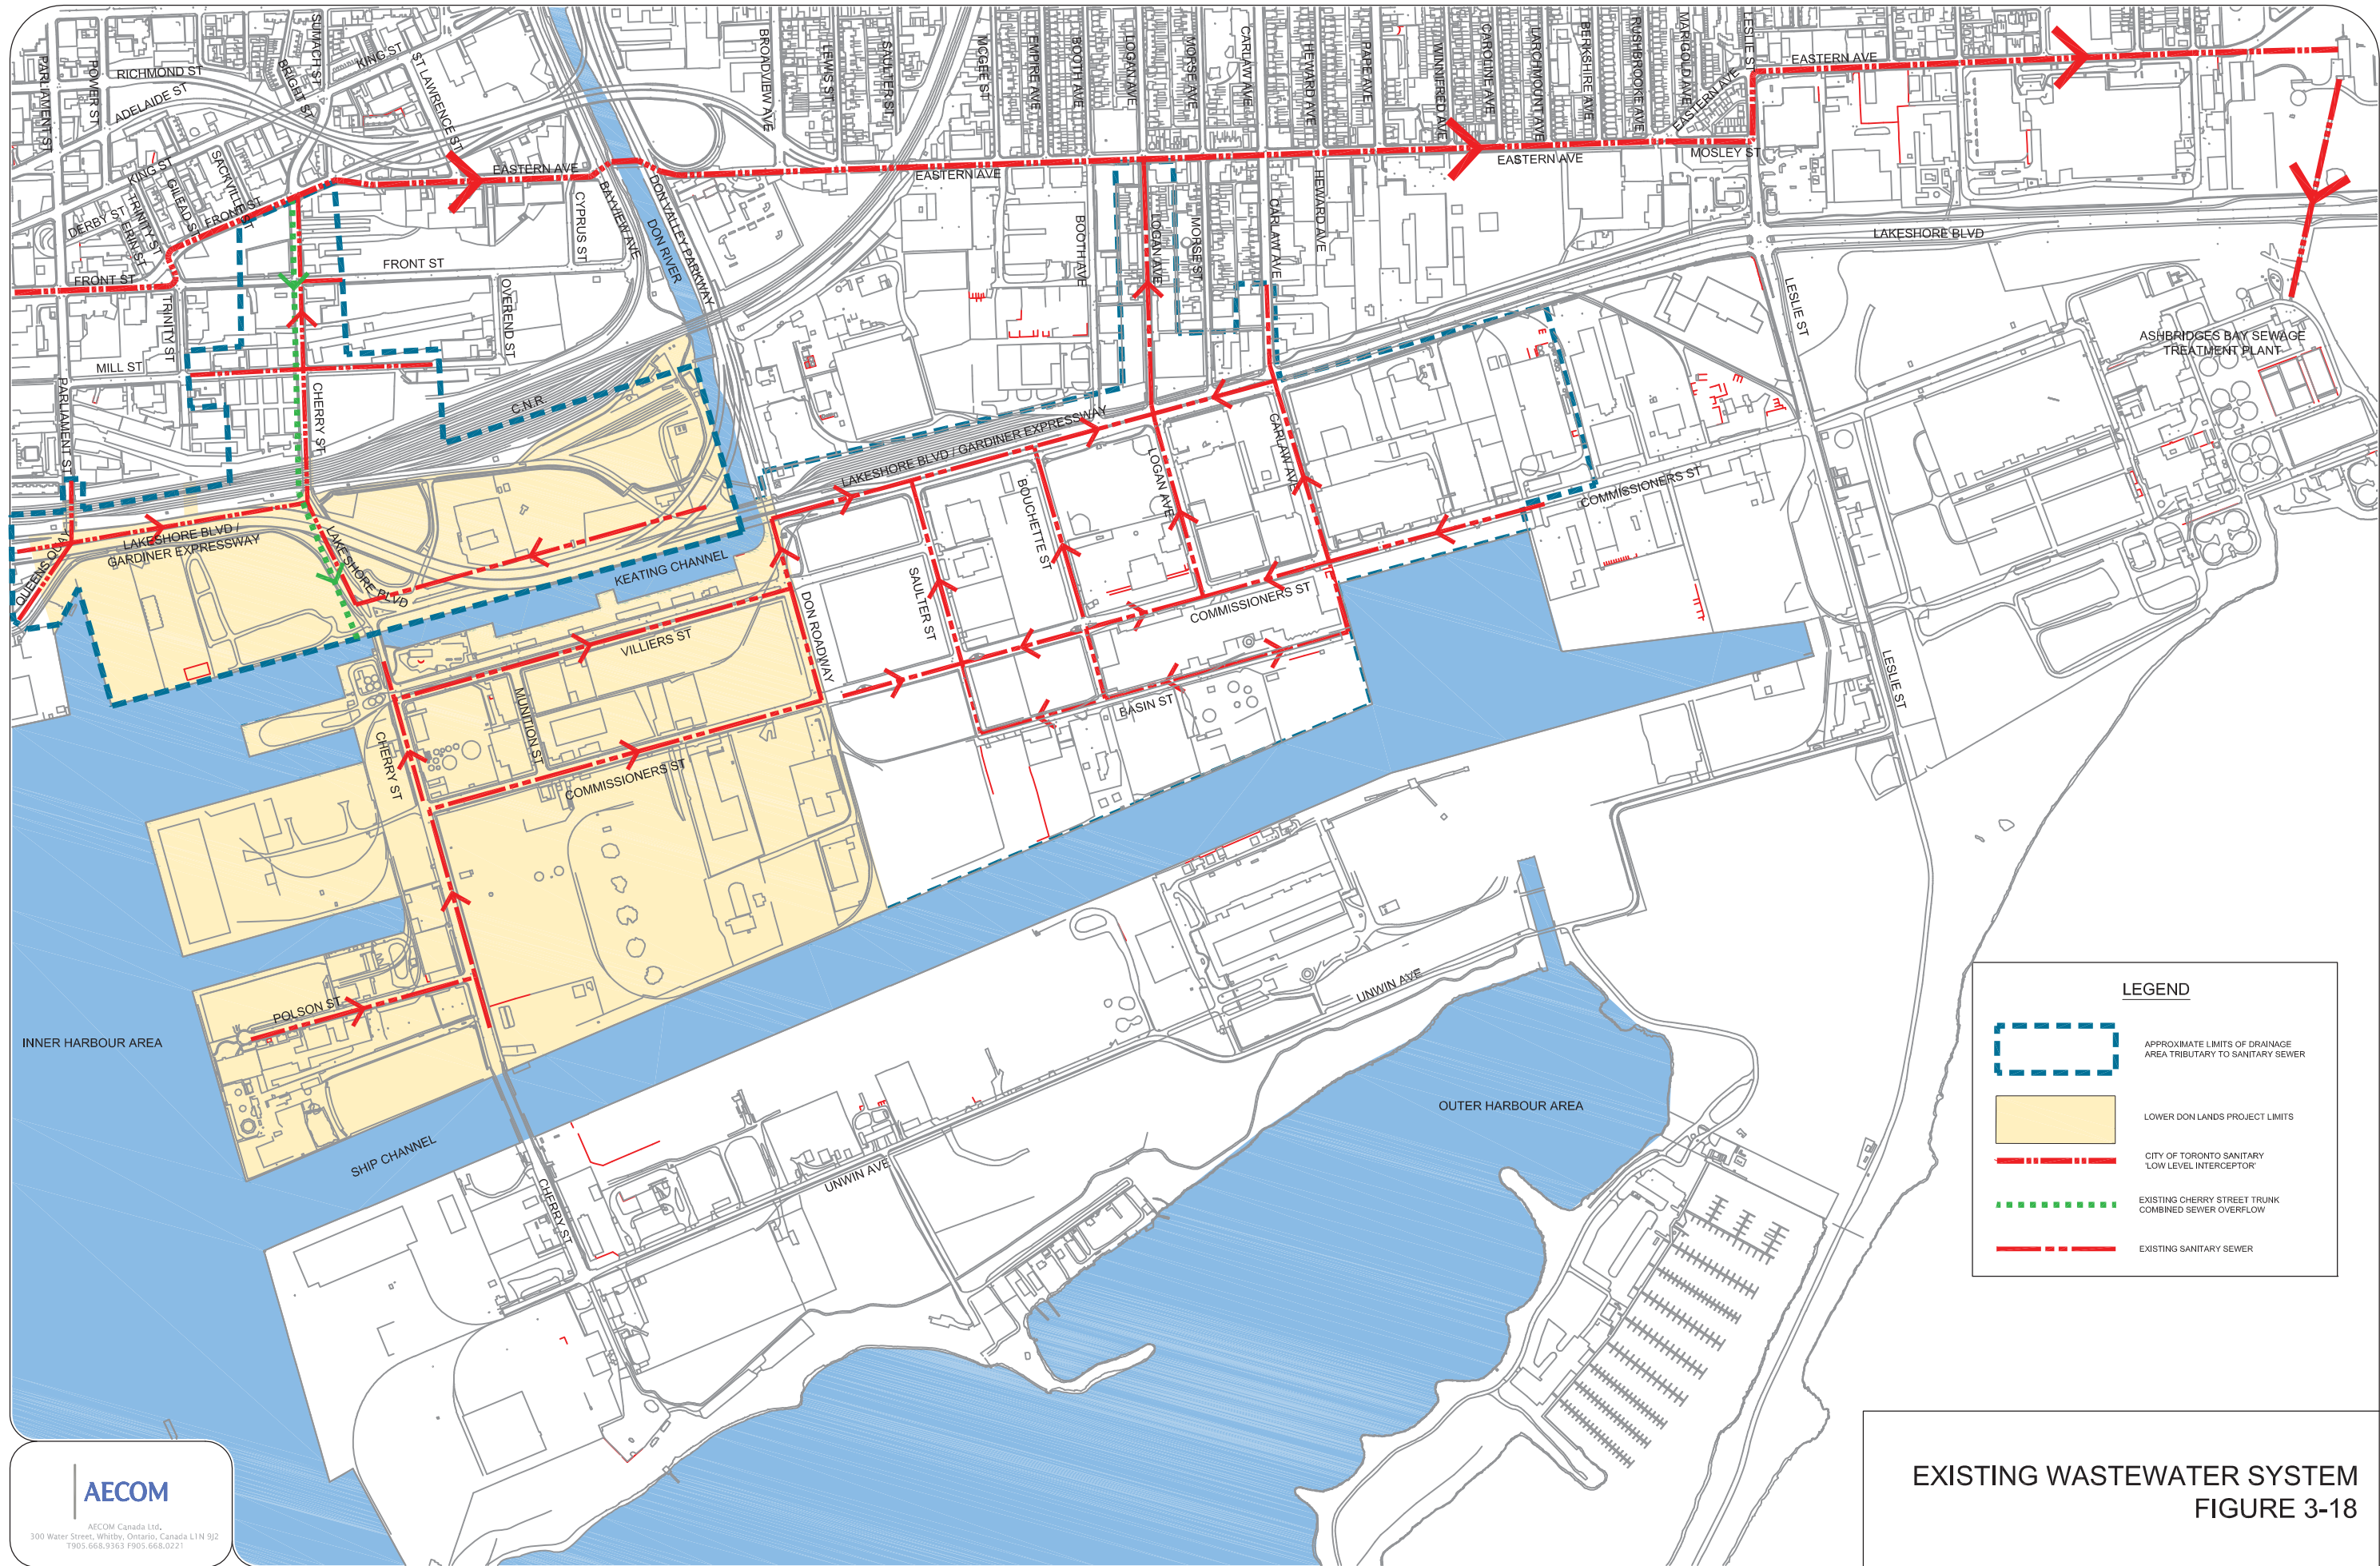 PARLIAMENT ST
POWER ST
RICHMOND ST
ADELAIDE ST
SUMACH ST
BRIGHT ST
KING ST
ST LAWRENCE ST
BROADVIEW AVE
LEWIS ST
SAULTER ST
MCGEE ST
EMPIRE AVE
BOOTH AVE
LOGAN AVE
MORSE AVE
CARLAW AVE
HEWARD AVE
PAPE AVE
WINNIFRED AVE
CAROLINE AVE
LARCHMOUNT AVE
BERKSHIRE AVE
RUSHBROOKE AVE
MARIGOLD AVE
LESLIE ST
EASTERN AVE
EASTERN AVE
MOSLEY ST
EASTERN AVE
EASTERN AVE
EASTERN AVE
KING ST
SACKVILLE ST
GILEAD ST
TRINITY ST
ERIN ST
DERBY ST
FRONT ST
FRONT ST
FRONT ST
CYPRUS ST
BAYVIEW AVE
DON RIVER
DON VALLEY PARKWAY
BOOTH AVE
LOGAN AVE
MORSE ST
CARLAW AVE
HEWARD AVE
LAKESHORE BLVD
LESLIE ST
ASHBRIDGES BAY SEWAGE
TREATMENT PLANT
TRINITY ST
OVEREND ST
MILL ST
PARLIAMENT ST
CHERRY ST
C.N.R.
LAKESHORE BLVD / GARDINER EXPRESSWAY
LOGAN AVE
CARLAW AVE
BOUCHETTE ST
COMMISSIONERS ST
QUEENS QUAY
LAKESHORE BLVD /
GARDINER EXPRESSWAY
LAKESHORE BLVD
KEATING CHANNEL
DON ROADWAY
SAULTER ST
COMMISSIONERS ST
VILLIERS ST
MUNITION ST
BASIN ST
LESLIE ST
CHERRY ST
COMMISSIONERS ST
POLSON ST
UNWIN AVE
INNER HARBOUR AREA
OUTER HARBOUR AREA
SHIP CHANNEL
CHERRY ST
UNWIN AVE
LEGEND
APPROXIMATE LIMITS OF DRAINAGE
AREA TRIBUTARY TO SANITARY SEWER
LOWER DON LANDS PROJECT LIMITS
CITY OF TORONTO SANITARY
'LOW LEVEL INTERCEPTOR'
EXISTING CHERRY STREET TRUNK
COMBINED SEWER OVERFLOW
EXISTING SANITARY SEWER
AECOM
AECOM Canada Ltd.
300 Water Street, Whitby, Ontario, Canada L1N 9J2
T905.668.9363 F905.668.0221
EXISTING WASTEWATER SYSTEM
FIGURE 3-18